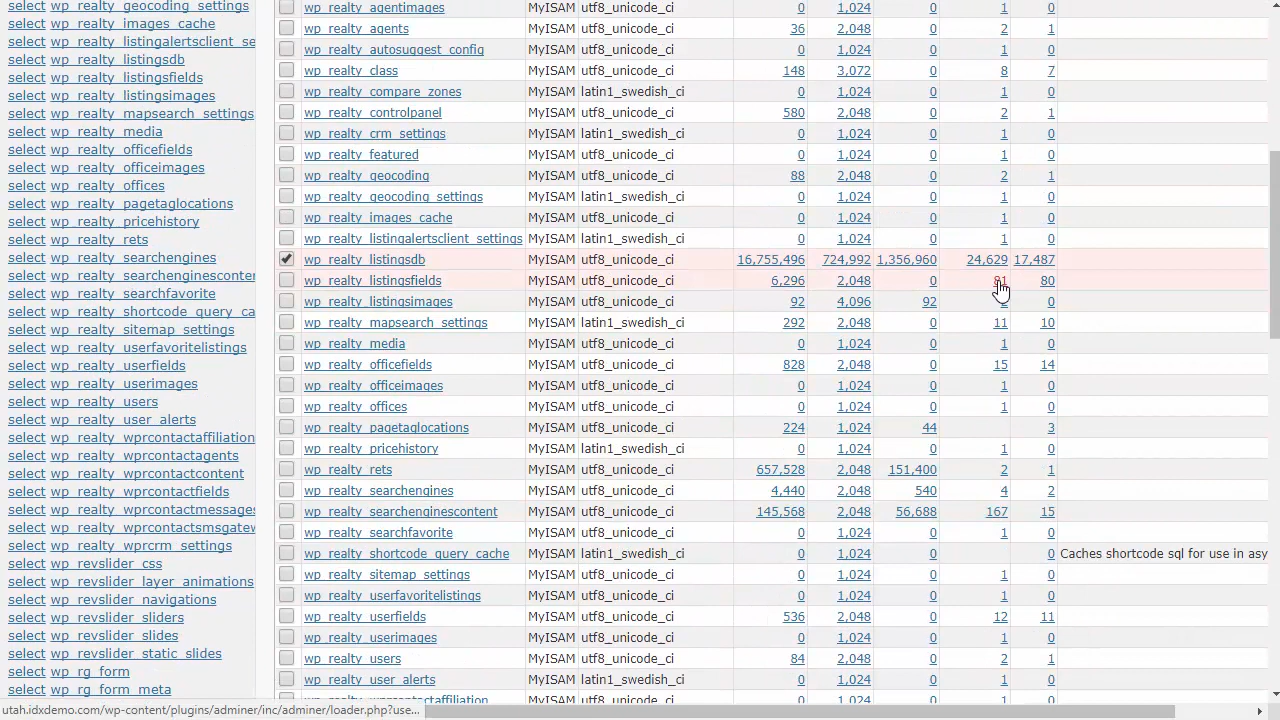 select wp_realty_geocoding_settings
select wp_realty_images_cache
select wp_realty_listingalertsclient_se
select wp_realty_listingsdb
select wp_realty_listingsfields
select wp_realty_listingsimages
select wp_realty_mapsearch_settings
select wp_realty_media
select wp_realty_officefields
select wp_realty_officeimages
select wp_realty_offices
select wp_realty_pagetaglocations
select wp_realty_pricehistory
select wp_realty_rets
select wp_realty_searchengines
select wp_realty_searchenginesconter
select wp_realty_searchfavorite
select wp_realty_shortcode_query_ca
select wp_realty_sitemap_settings
select wp_realty_userfavoritelistings
select wp_realty_userfields
select wp_realty_userimages
select wp_realty_users
select wp_realty_user_alerts
select wp_realty_wprcontactaffiliation
select wp_realty_wprcontactagents
select wp_realty_wprcontactcontent
select wp_realty_wprcontactfields
select wp_realty_wprcontactmessages
select wp_realty_wprcontactsmsgatew
select wp_realty_wprcrm_settings
select wp_revslider_css
select wp_revslider_layer_animations
select wp_revslider_navigations
select wp_revslider_sliders
select wp_revslider_slides
select wp_revslider_static_slides
select wp_rg_form
select wp_rg_form_meta
wp_realty_agentimages MyISAM utf8_unicode_ci 0 1,024 0 1 0
wp_realty_agents MyISAM utf8_unicode_ci 36 2,048 0 2 1
wp_realty_autosuggest_config MyISAM utf8_unicode_ci 0 1,024 0 1 0
wp_realty_class MyISAM utf8_unicode_ci 148 3,072 0 8 7
wp_realty_compare_zones MyISAM latin1_swedish_ci 0 1,024 0 1 0
wp_realty_controlpanel MyISAM utf8_unicode_ci 580 2,048 0 2 1
wp_realty_crm_settings MyISAM latin1_swedish_ci 0 1,024 0 1 0
wp_realty_featured MyISAM utf8_unicode_ci 0 1,024 0 1 0
wp_realty_geocoding MyISAM utf8_unicode_ci 88 2,048 0 2 1
wp_realty_geocoding_settings MyISAM latin1_swedish_ci 0 1,024 0 1 0
wp_realty_images_cache MyISAM utf8_unicode_ci 0 1,024 0 1 0
wp_realty_listingalertsclient_settings MyISAM latin1_swedish_ci 0 1,024 0 1 0
wp_realty_listingsdb MyISAM utf8_unicode_ci 16,755,496 724,992 1,356,960 24,629 17,487
wp_realty_listingsfields MyISAM utf8_unicode_ci 6,296 2,048 0 81 80
wp_realty_listingsimages MyISAM utf8_unicode_ci 92 4,096 92 0
wp_realty_mapsearch_settings MyISAM latin1_swedish_ci 292 2,048 0 11 10
wp_realty_media MyISAM utf8_unicode_ci 0 1,024 0 1 0
wp_realty_officefields MyISAM utf8_unicode_ci 828 2,048 0 15 14
wp_realty_officeimages MyISAM utf8_unicode_ci 0 1,024 0 1 0
wp_realty_offices MyISAM utf8_unicode_ci 0 1,024 0 1 0
wp_realty_pagetaglocations MyISAM utf8_unicode_ci 224 1,024 44 3
wp_realty_pricehistory MyISAM latin1_swedish_ci 0 1,024 0 1 0
wp_realty_rets MyISAM utf8_unicode_ci 657,528 2,048 151,400 2 1
wp_realty_searchengines MyISAM utf8_unicode_ci 4,440 2,048 540 4 2
wp_realty_searchenginescontent MyISAM utf8_unicode_ci 145,568 2,048 56,688 167 15
wp_realty_searchfavorite MyISAM utf8_unicode_ci 0 1,024 0 1 0
wp_realty_shortcode_query_cache MyISAM latin1_swedish_ci 0 1,024 0 0 Caches shortcode sql for use in asy
wp_realty_sitemap_settings MyISAM utf8_unicode_ci 0 1,024 0 1 0
wp_realty_userfavoritelistings MyISAM utf8_unicode_ci 0 1,024 0 1 0
wp_realty_userfields MyISAM utf8_unicode_ci 536 2,048 0 12 11
wp_realty_userimages MyISAM utf8_unicode_ci 0 1,024 0 1 0
wp_realty_users MyISAM utf8_unicode_ci 84 2,048 0 2 1
wp_realty_user_alerts MyISAM latin1_swedish_ci 0 1,024 0 1 0
wp_realty_wprcontactaffiliation MyISAM utf8_unicode_ci 0 1,024 0 1 0
utah.idxdemo.com/wp-content/plugins/adminer/inc/adminer/loader.php?use...